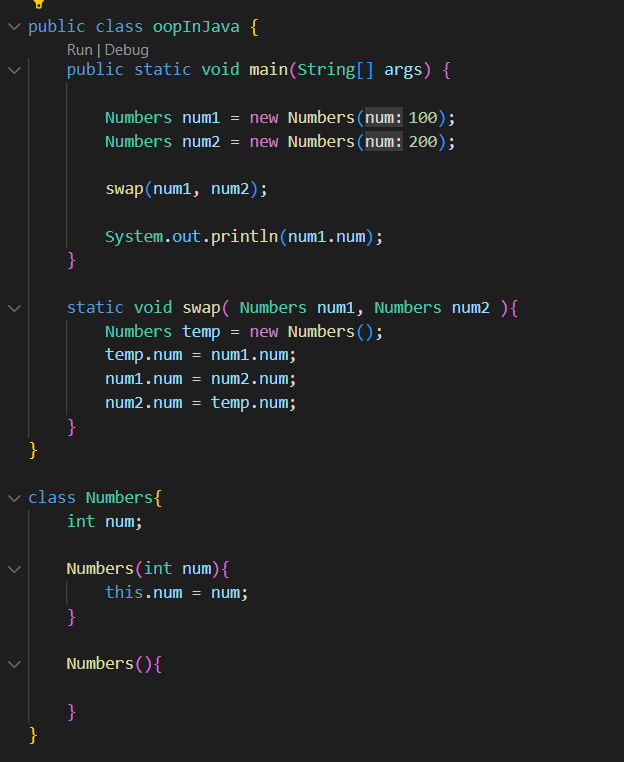 public class oopInJava {
Run | Debug
public static void main(String[] args) {
Numbers num1 = new Numbers(num: 100);
Numbers num2 = new Numbers(num: 200);
swap(num1, num2);
System.out.println(num1.num);
}
static void swap( Numbers num1, Numbers num2 ){
Numbers temp = new Numbers();
temp.num = num1.num;
num1.num = num2.num;
num2.num = temp.num;
}
}
class Numbers{
int num;
Numbers(int num){
this.num = num;
}
Numbers(){
}
}